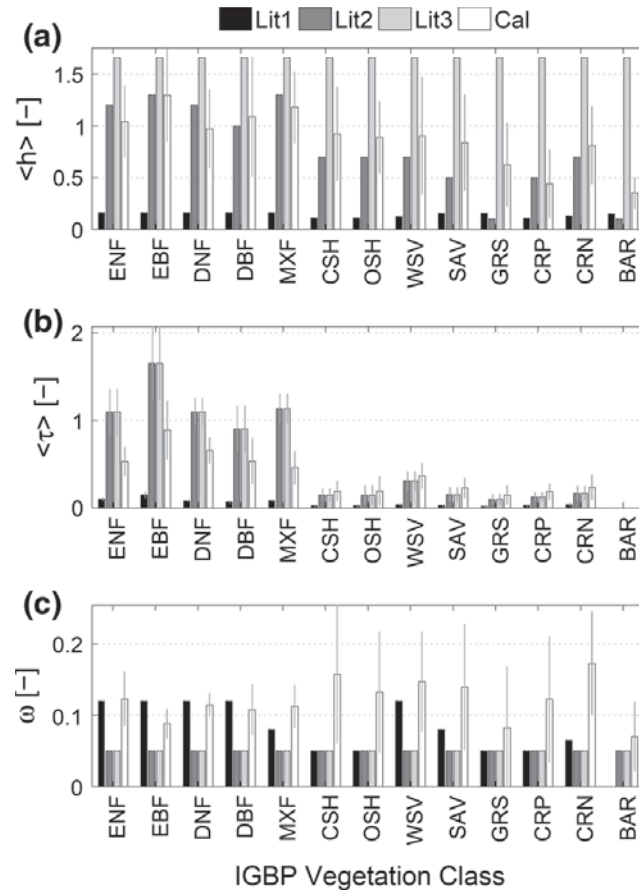 Lit1 Lit2 Lit3 Cal
(a)
<h> [−]
1.5
1
0.5
0
ENF EBF DNF DBF MXF CSH OSH WSV SAV GRS CRP CRN BAR
(b)
<τ> [−]
2
1
0
ENF EBF DNF DBF MXF CSH OSH WSV SAV GRS CRP CRN BAR
(c)
ω [−]
0.2
0.1
0
ENF EBF DNF DBF MXF CSH OSH WSV SAV GRS CRP CRN BAR
IGBP Vegetation Class